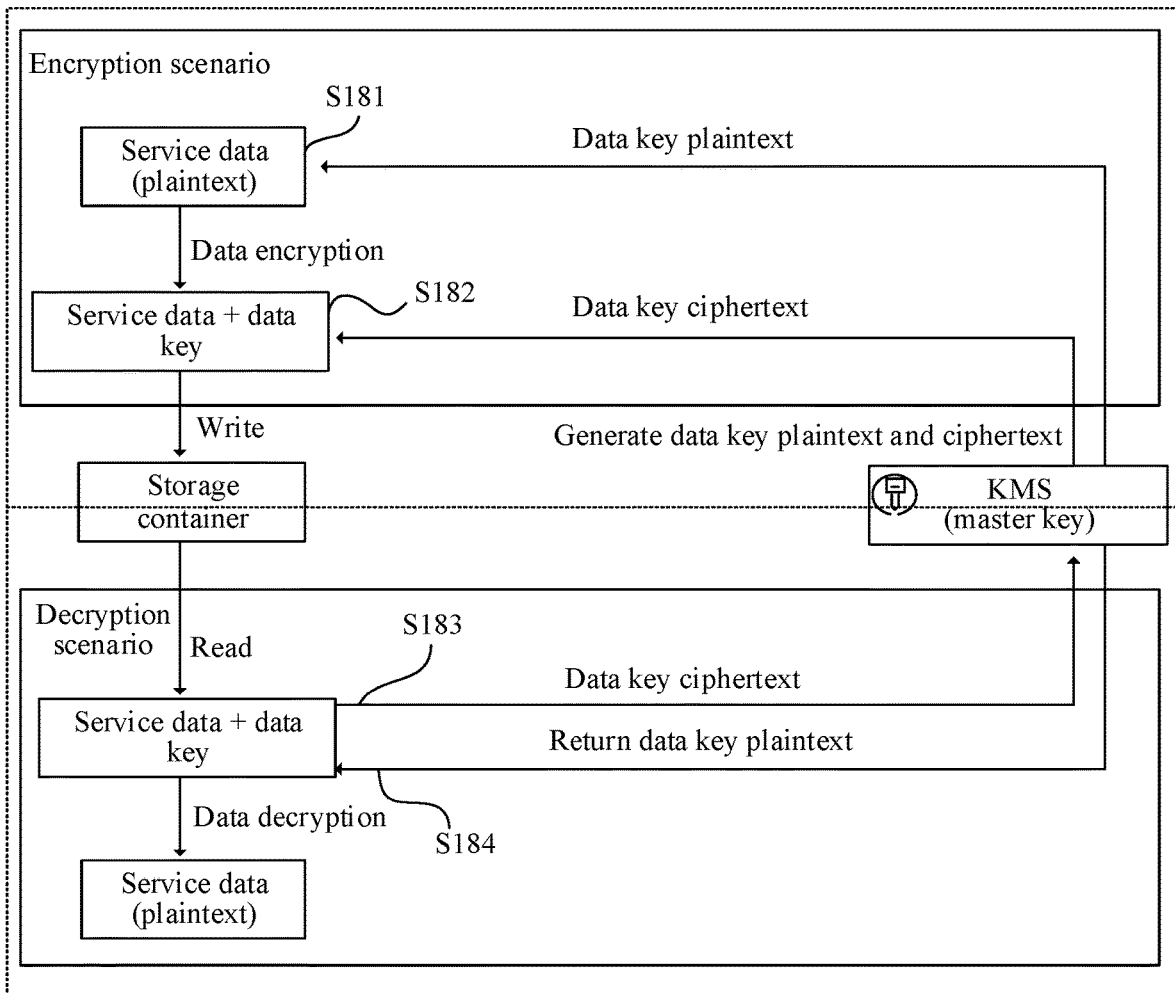 Encryption scenario
S181
Service data
(plaintext)
Data key plaintext
Data encryption
S182
Service data + data
key
Data key ciphertext
Write
Generate data key plaintext and ciphertext
Storage
container
KMS
(master key)
Decryption
scenario
Read
S183
Data key ciphertext
Service data + data
key
Return data key plaintext
Data decryption
S184
Service data
(plaintext)